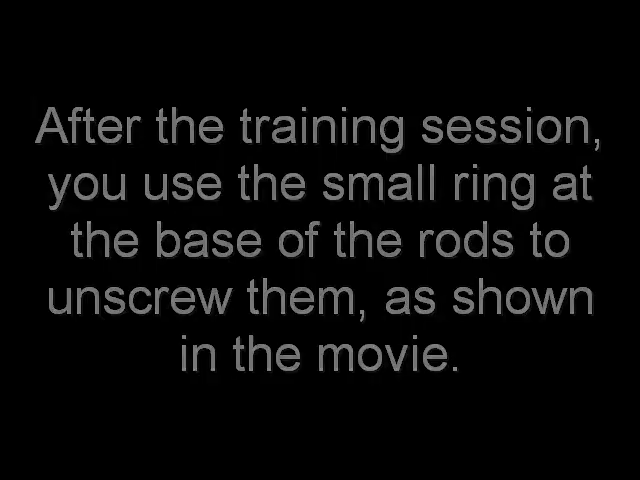 After the training session,
you use the small ring at
the base of the rods to
unscrew them, as shown
in the movie.